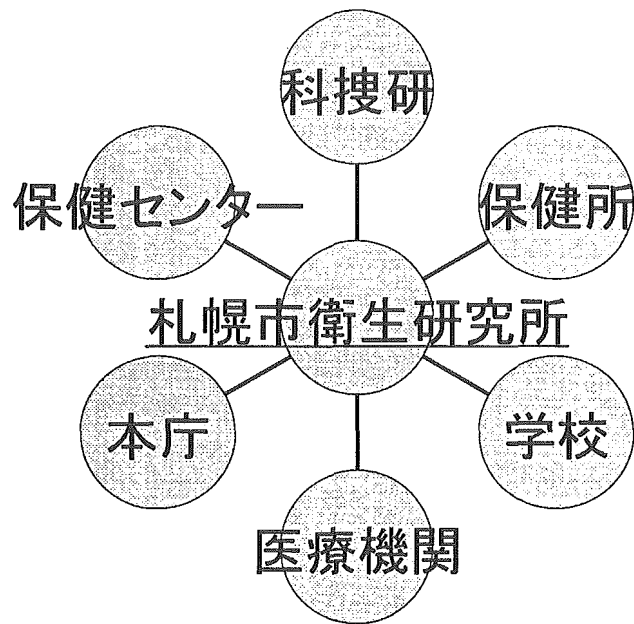 科捜研
保健センター
保健所
札幌市衛生研究所
本庁
学校
医療機関